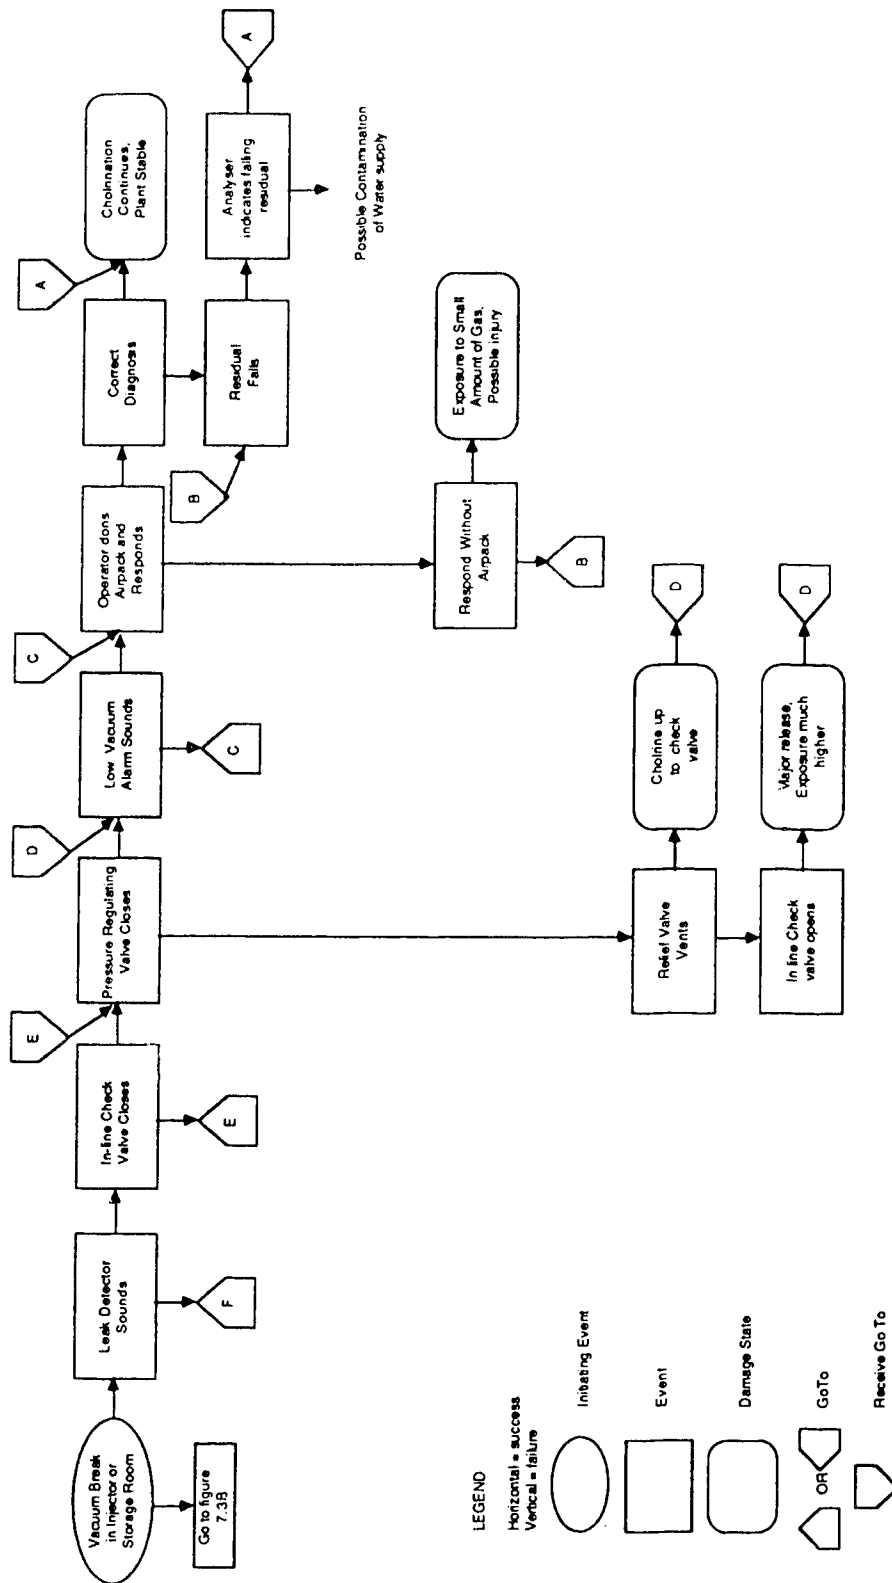 Vacuum Break
in Injector or
Storage Room
Go to figure
7.3B
Leak Detector
Sounds
F
In-line Check
Valve Closes
E
E
Pressure Regulating
Valve Closes
D
Low Vacuum
Alarm Sounds
C
C
Operator dons
Airpack and
Responds
Correct
Diagnosis
A
Choinnation
Continues,
Plant Stable
B
Residual
Falls
Analyser
indicates falling
residual
A
Possible Contamination
of Water supply
Respond Without
Airpack
Exposure to Small
Amount of Gas,
Possible injury
B
Relief Valve
Vents
Cholrine up
to check
valve
D
In line Check
valve opens
Major release,
Exposure much
higher
D
LEGEND
Horizontal = success
Vertical = failure
Initiating Event
Event
Damage State
OR
GoTo
Receive Go To